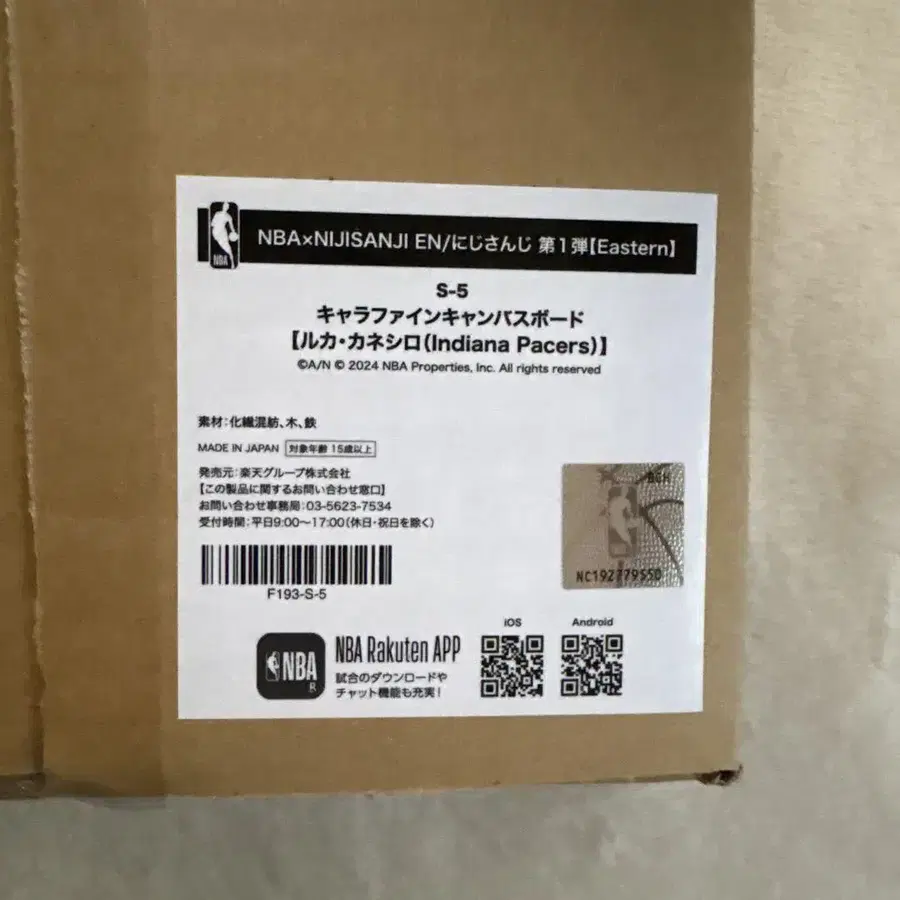 NBA
NBA×NIJISANJI EN/にじさんじ 第1弾【Eastern】
S-5
キャラファインキャンバスボード
【ルカ・カネシロ(Indiana Pacers)】
©A/N © 2024 NBA Properties, Inc. All rights reserved
素材:化繊混紡、木、鉄
MADE IN JAPAN 対象年齢 15歳以上
発売元:楽天グループ株式会社
【この製品に関するお問い合わせ窓口】
お問い合わせ事務局:03-5623-7534
受付時間:平日9:00〜17:00(休日・祝日を除く)
NC19277955D
F193-S-5
NBA
R
NBA Rakuten APP
試合のダウンロードや
チャット機能も充実!
iOS
Android